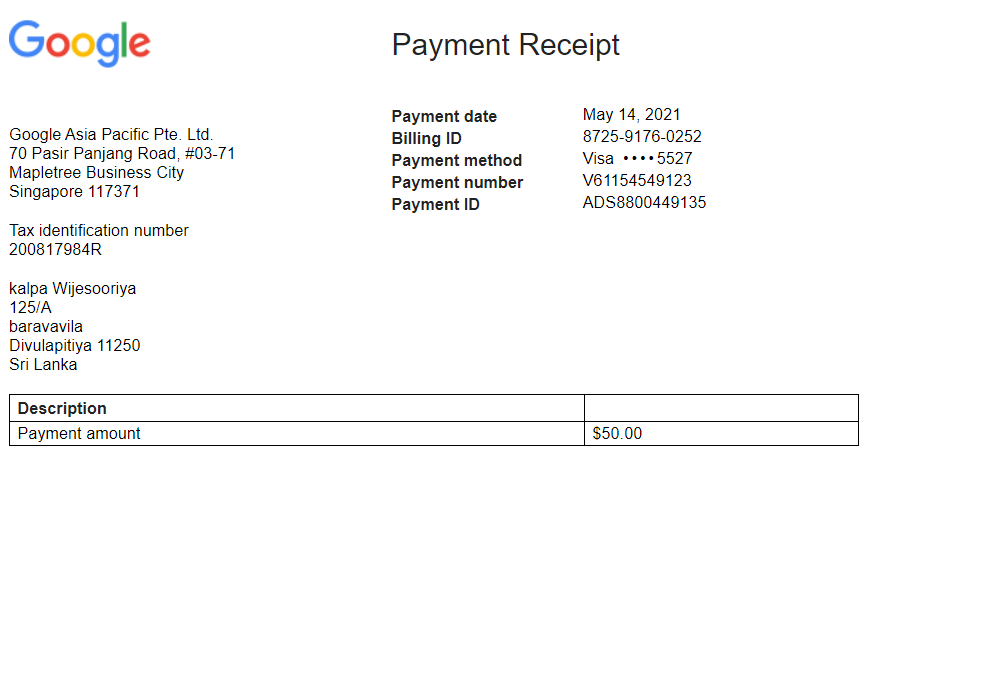 Google
Payment Receipt
Google Asia Pacific Pte. Ltd.
70 Pasir Panjang Road, #03-71
Mapletree Business City
Singapore 117371
Tax identification number
200817984R
kalpa Wijesooriya
125/A
baravavila
Divulapitiya 11250
Sri Lanka
Payment date May 14, 2021
Billing ID 8725-9176-0252
Payment method Visa ••••5527
Payment number V61154549123
Payment ID ADS8800449135
Description
Payment amount $50.00